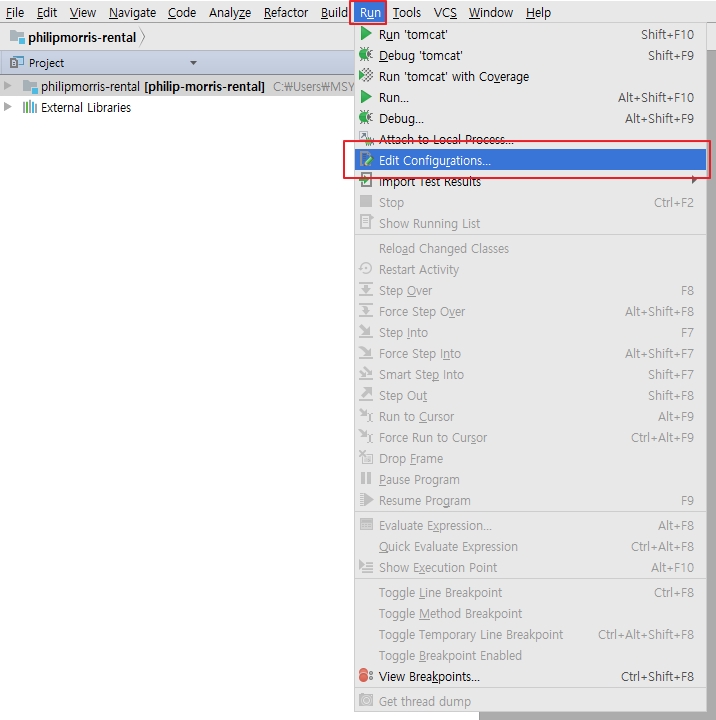 File Edit View Navigate Code Analyze Refactor Build Run Tools VCS Window Help
philipmorris-rental
Project
philipmorris-rental [philip-morris-rental] C:₩Users₩MSY
External Libraries
Run 'tomcat' Shift+F10
Debug 'tomcat' Shift+F9
Run 'tomcat' with Coverage
Run... Alt+Shift+F10
Debug... Alt+Shift+F9
Attach to Local Process...
Edit Configurations...
Import Test Results
Stop Ctrl+F2
Show Running List
Reload Changed Classes
Restart Activity
Step Over F8
Force Step Over Alt+Shift+F8
Step Into F7
Force Step Into Alt+Shift+F7
Smart Step Into Shift+F7
Step Out Shift+F8
Run to Cursor Alt+F9
Force Run to Cursor Ctrl+Alt+F9
Drop Frame
Pause Program
Resume Program F9
Evaluate Expression... Alt+F8
Quick Evaluate Expression Ctrl+Alt+F8
Show Execution Point Alt+F10
Toggle Line Breakpoint Ctrl+F8
Toggle Method Breakpoint
Toggle Temporary Line Breakpoint Ctrl+Alt+Shift+F8
Toggle Breakpoint Enabled
View Breakpoints... Ctrl+Shift+F8
Get thread dump